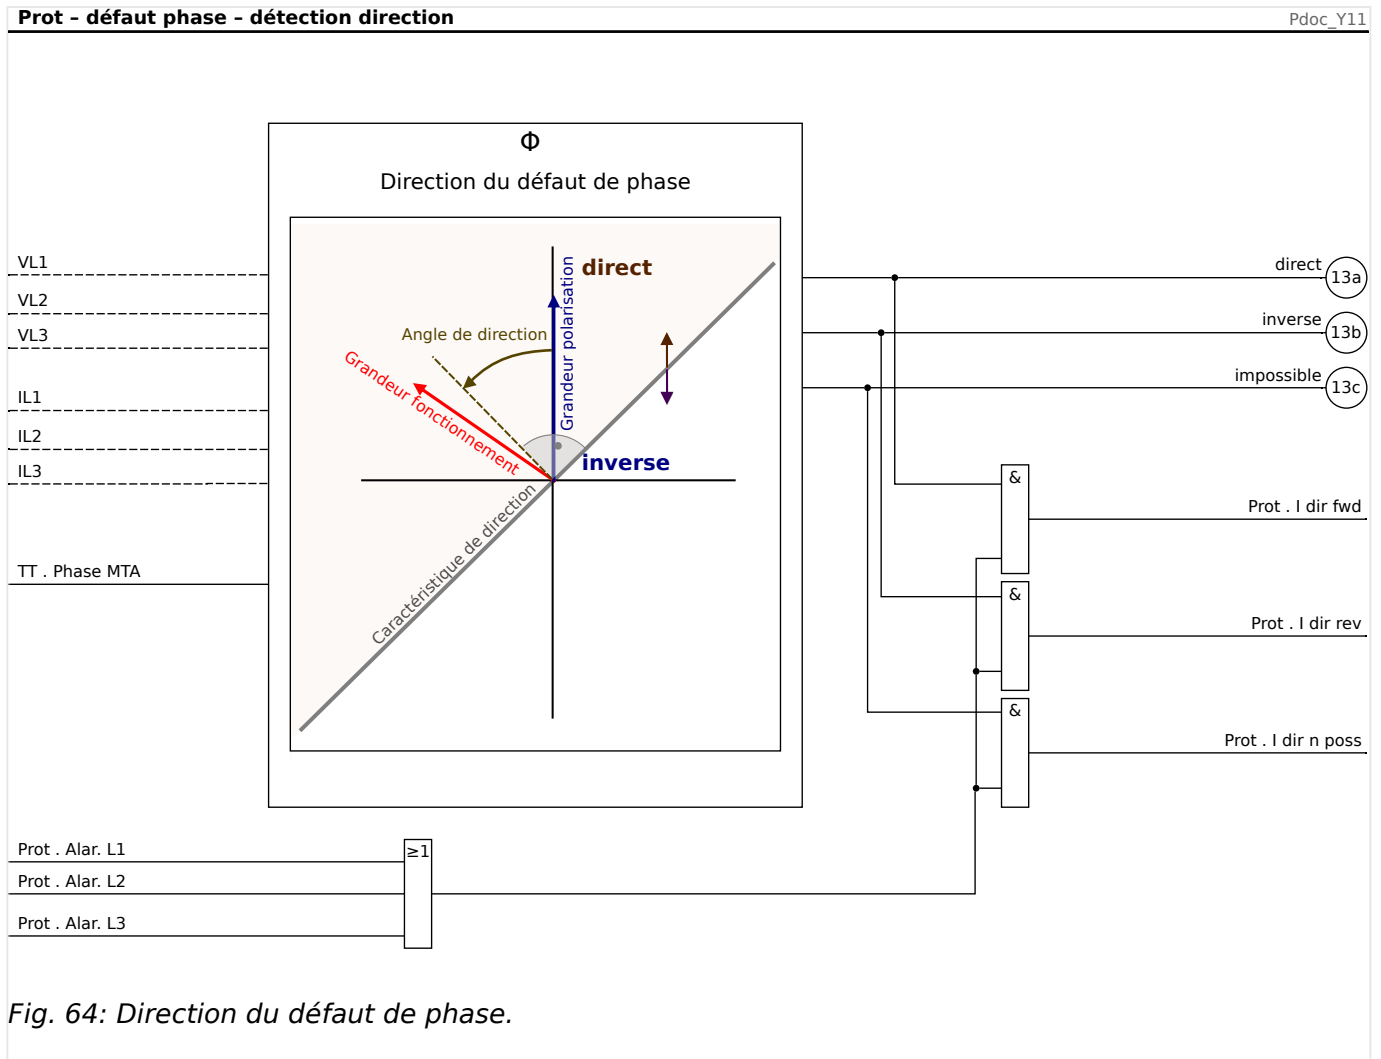 Prot – défaut phase – détection direction
Pdoc_Y11
Φ
Direction du défaut de phase
VL1
VL2
VL3
IL1
IL2
IL3
TT . Phase MTA
direct
Grandeur polarisation
Angle de direction
Grandeur fonctionnement
inverse
Caractéristique de direction
direct
13a
inverse
13b
impossible
13c
&
Prot . I dir fwd
&
Prot . I dir rev
&
Prot . I dir n poss
Prot . Alar. L1
≥1
Prot . Alar. L2
Prot . Alar. L3
Fig. 64: Direction du défaut de phase.